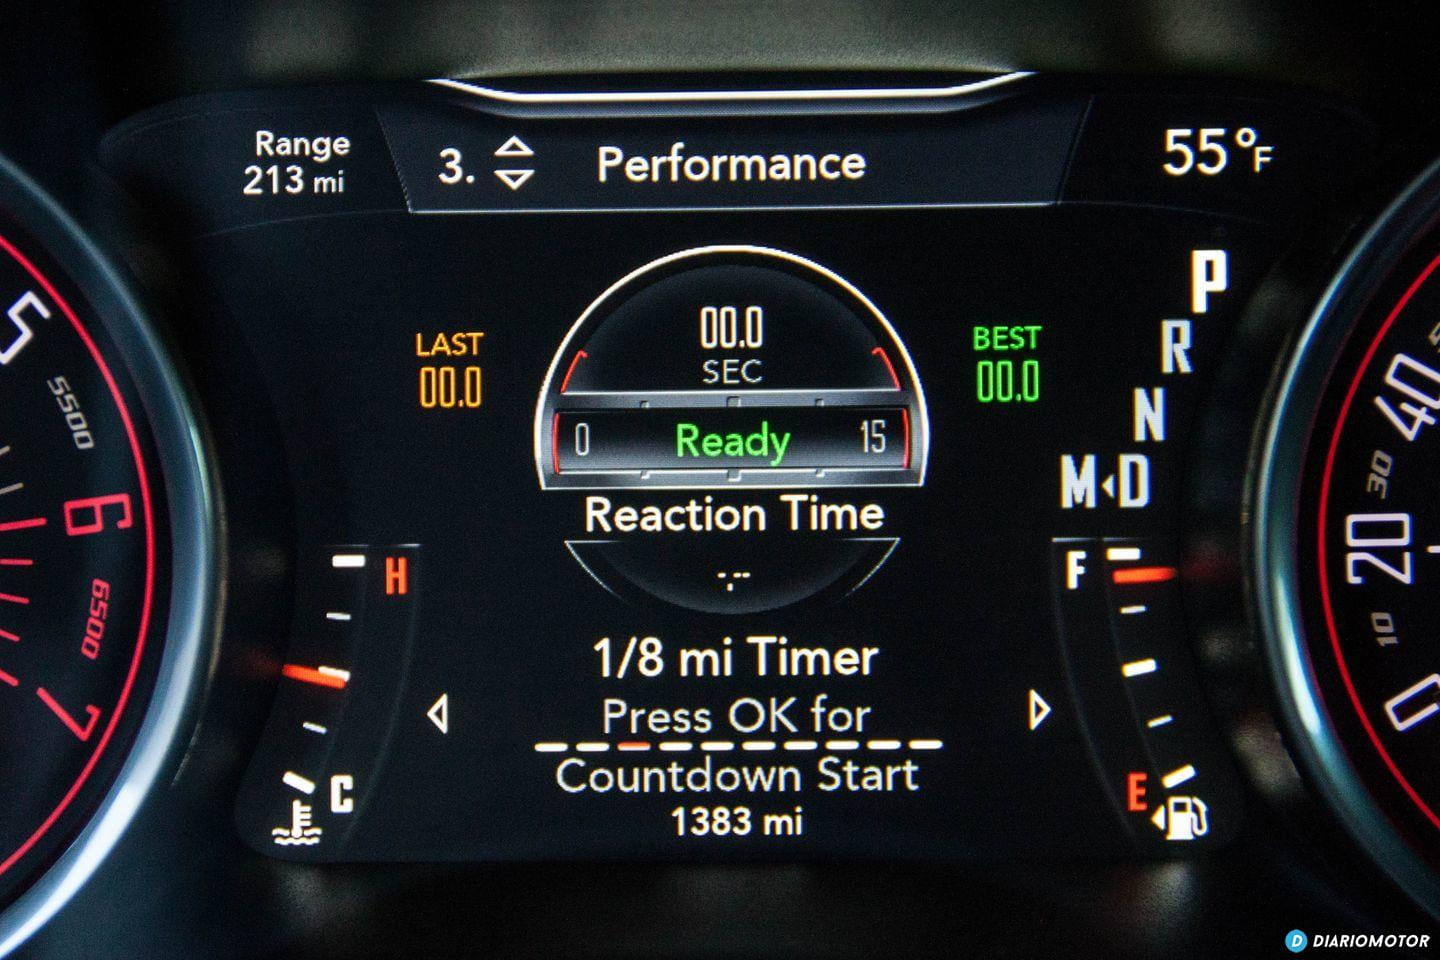 Range
213 mi
3. Performance
55°F
LAST
00.0
00.0
SEC
BEST
00.0
0 Ready 15
Reaction Time
-.--
P
R
N
M D
H
C
F
E
1/8 mi Timer
Press OK for
Countdown Start
1383 mi
5
5500
6
6500
7
40
30
20
10
0
DIARIOMOTOR